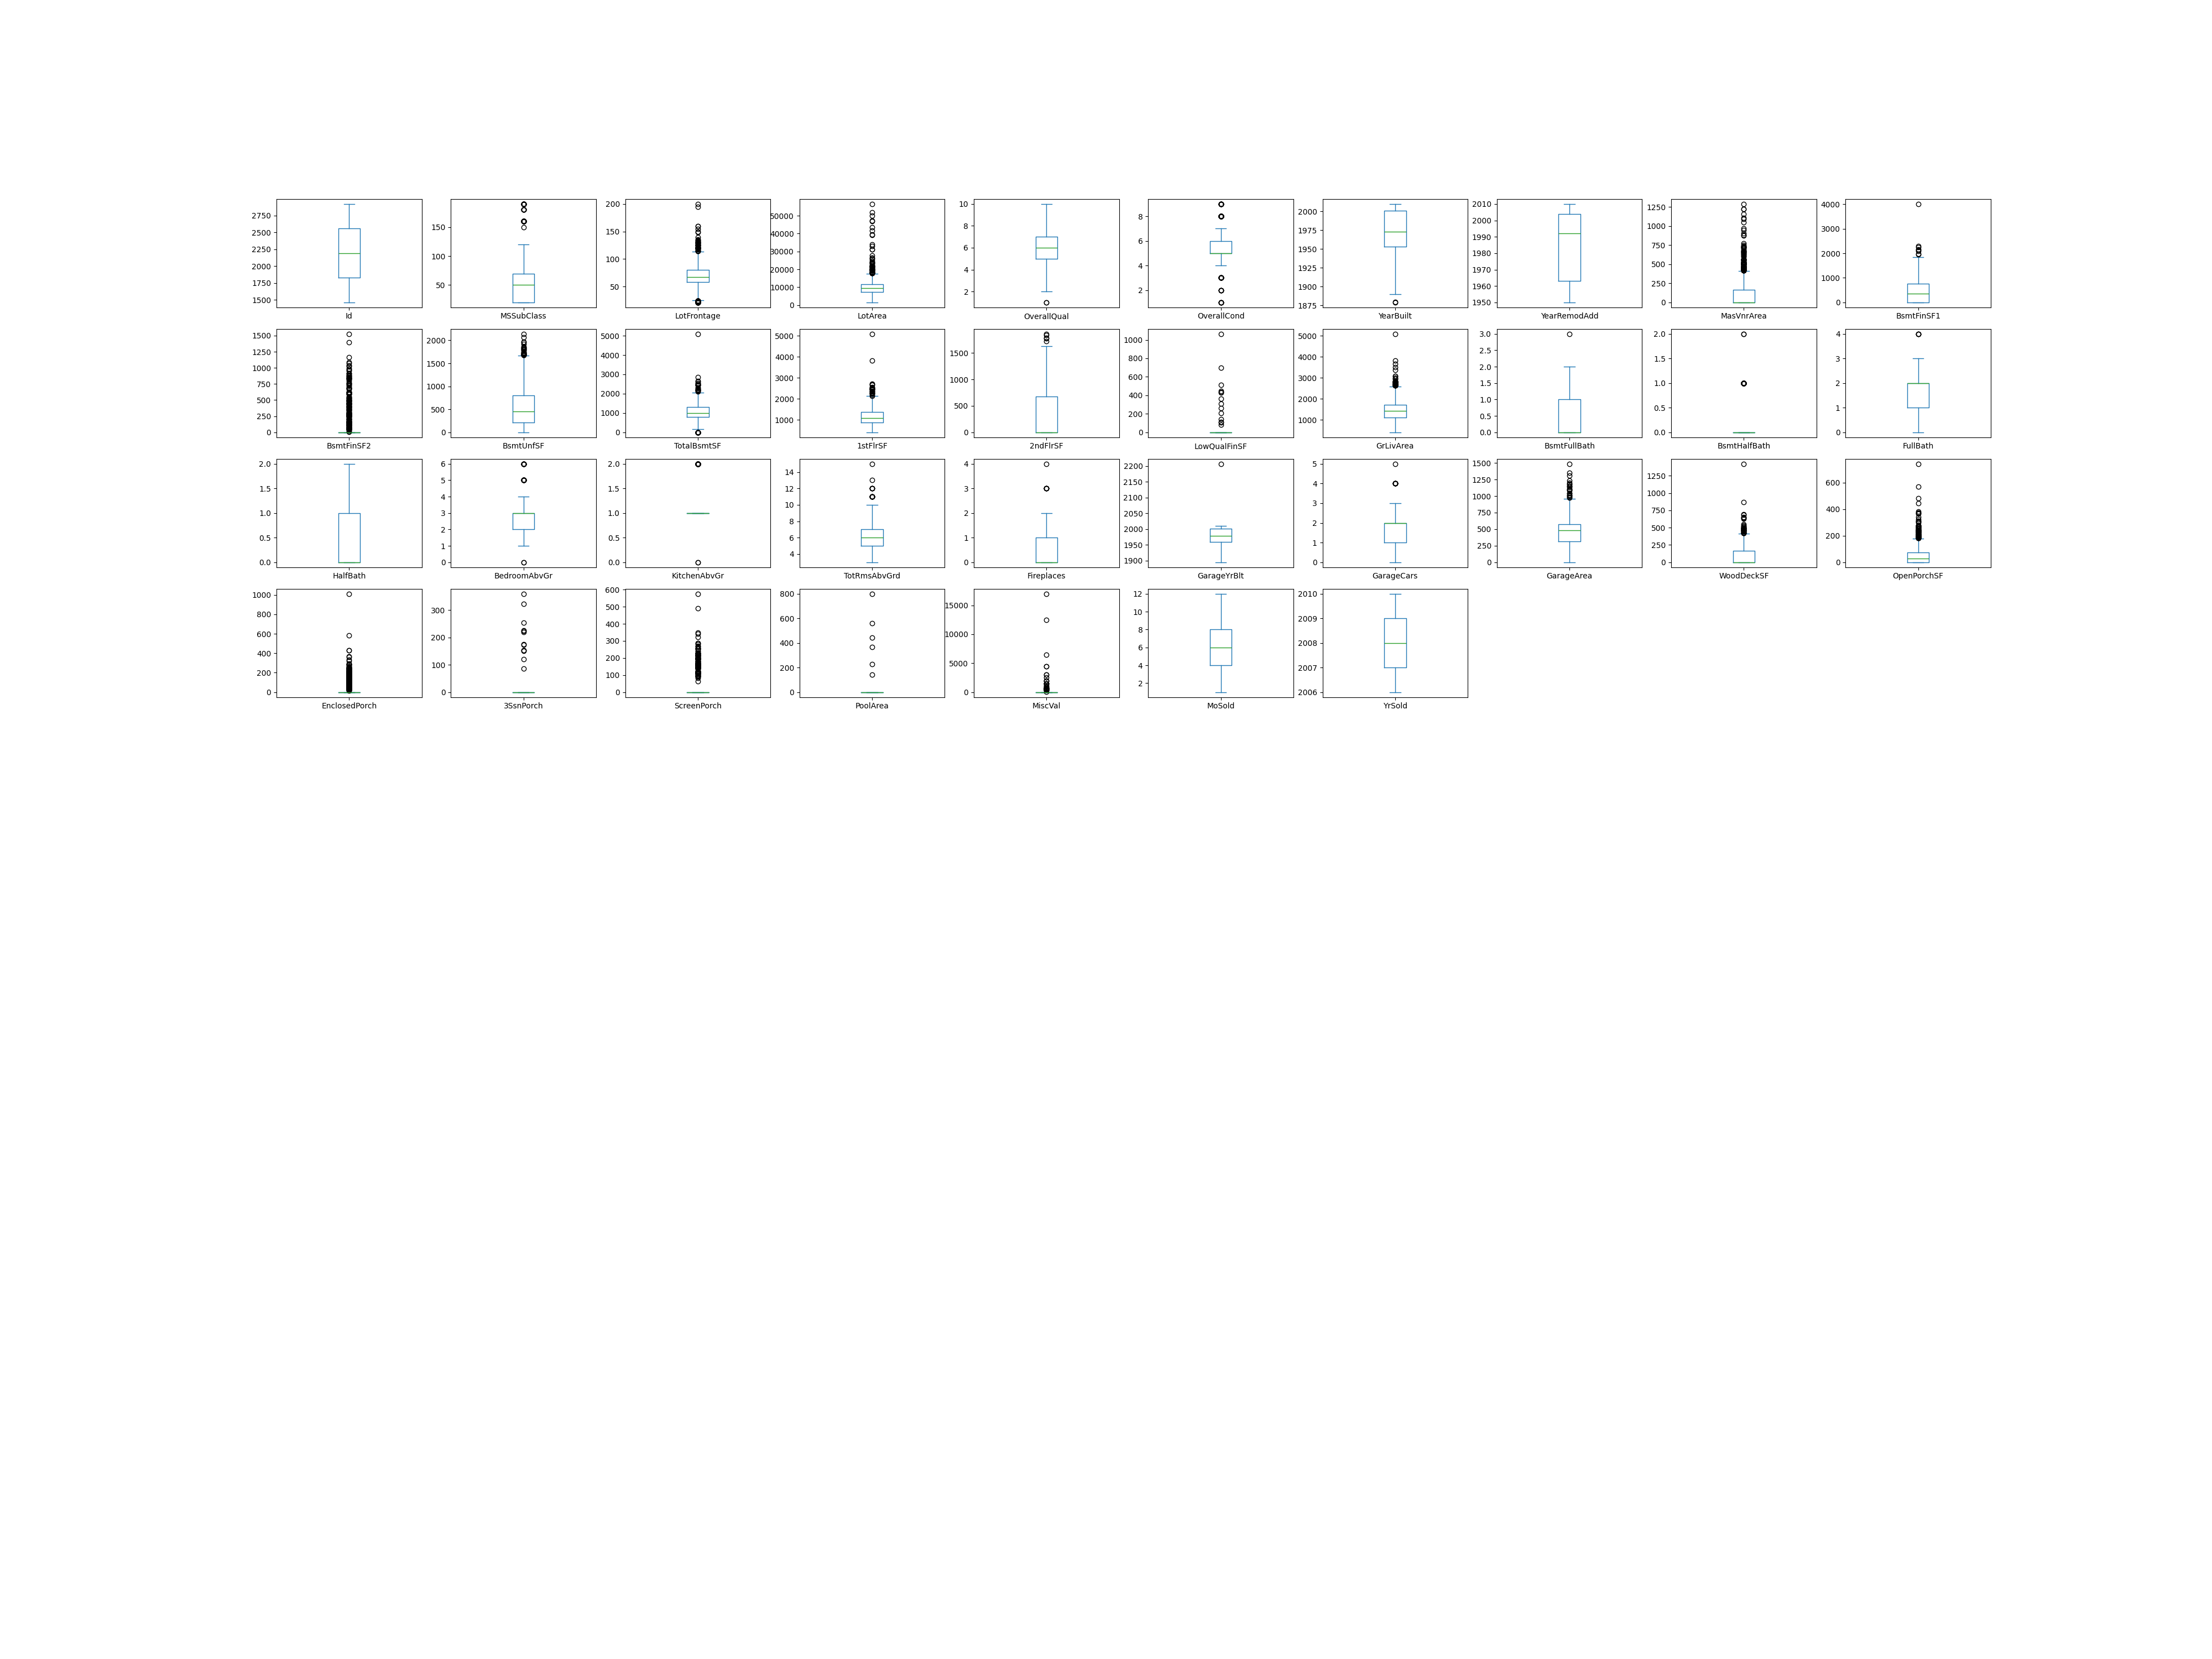 2750 2500 2250 2000 1750 1500 Id
150 100 50 MSSubClass
200 150 100 50 LotFrontage
50000 40000 30000 20000 10000 0 LotArea
10 8 6 4 2 OverallQual
8 6 4 2 OverallCond
2000 1975 1950 1925 1900 1875 YearBuilt
2010 2000 1990 1980 1970 1960 1950 YearRemodAdd
1250 1000 750 500 250 0 MasVnrArea
4000 3000 2000 1000 0 BsmtFinSF1
1500 1250 1000 750 500 250 0 BsmtFinSF2
2000 1500 1000 500 0 BsmtUnfSF
5000 4000 3000 2000 1000 0 TotalBsmtSF
5000 4000 3000 2000 1000 1stFlrSF
1500 1000 500 0 2ndFlrSF
1000 800 600 400 200 0 LowQualFinSF
5000 4000 3000 2000 1000 GrLivArea
3.0 2.5 2.0 1.5 1.0 0.5 0.0 BsmtFullBath
2.0 1.5 1.0 0.5 0.0 BsmtHalfBath
4 3 2 1 0 FullBath
2.0 1.5 1.0 0.5 0.0 HalfBath
6 5 4 3 2 1 0 BedroomAbvGr
2.0 1.5 1.0 0.5 0.0 KitchenAbvGr
14 12 10 8 6 4 TotRmsAbvGrd
4 3 2 1 0 Fireplaces
2200 2150 2100 2050 2000 1950 1900 GarageYrBlt
5 4 3 2 1 0 GarageCars
1500 1250 1000 750 500 250 0 GarageArea
1250 1000 750 500 250 0 WoodDeckSF
600 400 200 0 OpenPorchSF
1000 800 600 400 200 0 EnclosedPorch
300 200 100 0 3SsnPorch
600 500 400 300 200 100 0 ScreenPorch
800 600 400 200 0 PoolArea
15000 10000 5000 0 MiscVal
12 10 8 6 4 2 MoSold
2010 2009 2008 2007 2006 YrSold